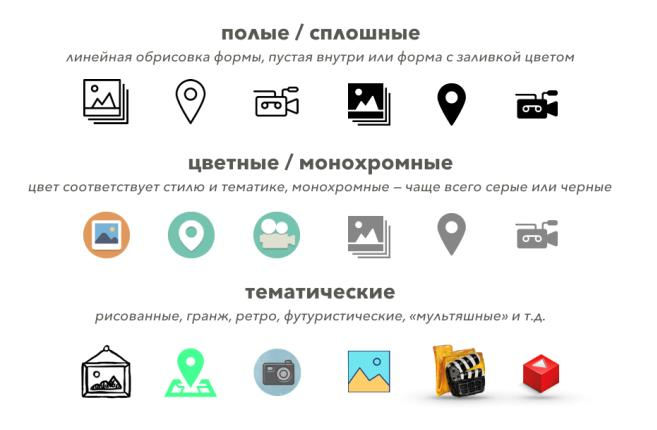 полые / сплошные
линейная обрисовка формы, пустая внутри или форма с заливкой цветом
цветные / монохромные
цвет соответствует стилю и тематике, монохромные – чаще всего серые или черные
тематические
рисованные, гранж, ретро, футуристические, «мультяшные» и т.д.